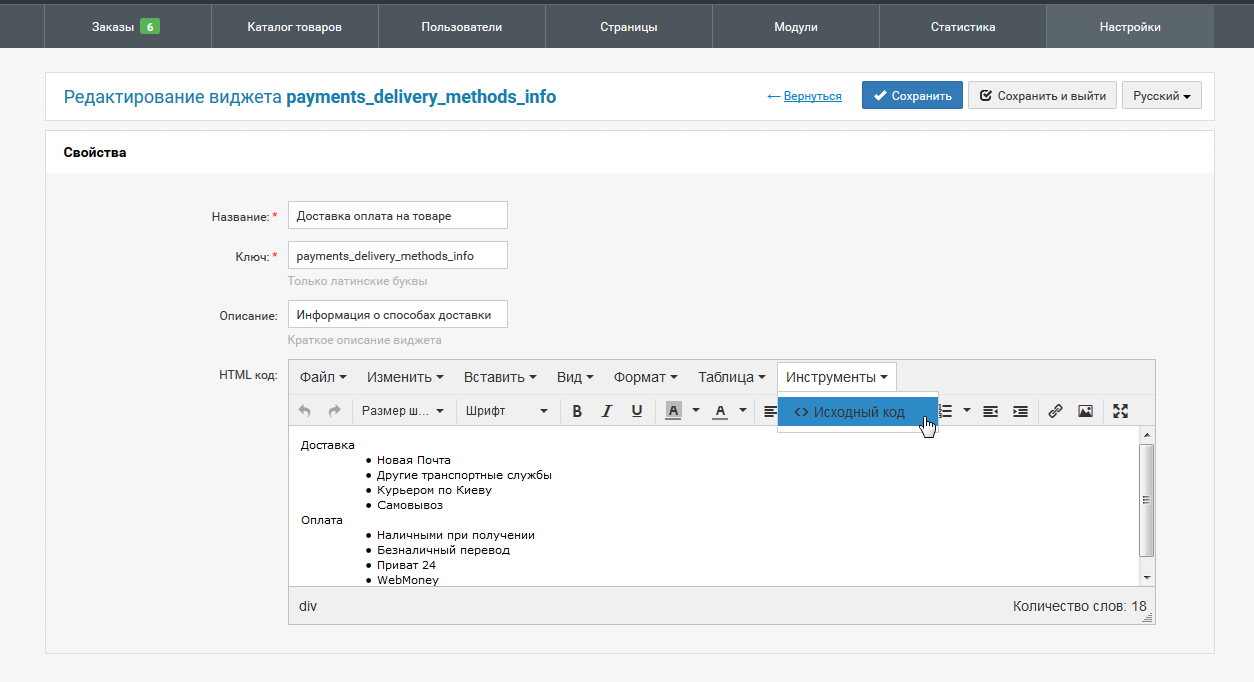 Заказы 6 Каталог товаров Пользователи Страницы Модули Статистика Настройки
Редактирование виджета payments_delivery_methods_info ← Вернуться Сохранить Сохранить и выйти Русский
Свойства
Название: * Доставка оплата на товаре
Ключ: * payments_delivery_methods_info
Только латинские буквы
Описание: Информация о способах доставки
Краткое описание виджета
HTML код: Файл Изменить Вставить Вид Формат Таблица Инструменты
Размер ш... Шрифт B I U A A <> Исходный код
Доставка
• Новая Почта
• Другие транспортные службы
• Курьером по Киеву
• Самовывоз
Оплата
• Наличными при получении
• Безналичный перевод
• Приват 24
• WebMoney
div Количество слов: 18